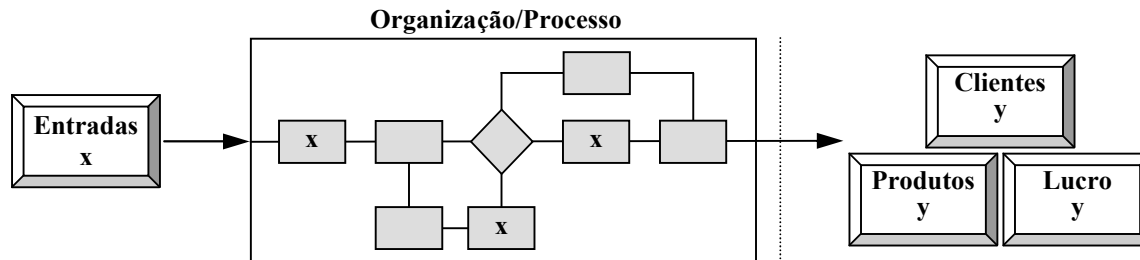 Organização/Processo
Entradas
x
x
x
x
Clientes
y
Produtos
y
Lucro
y